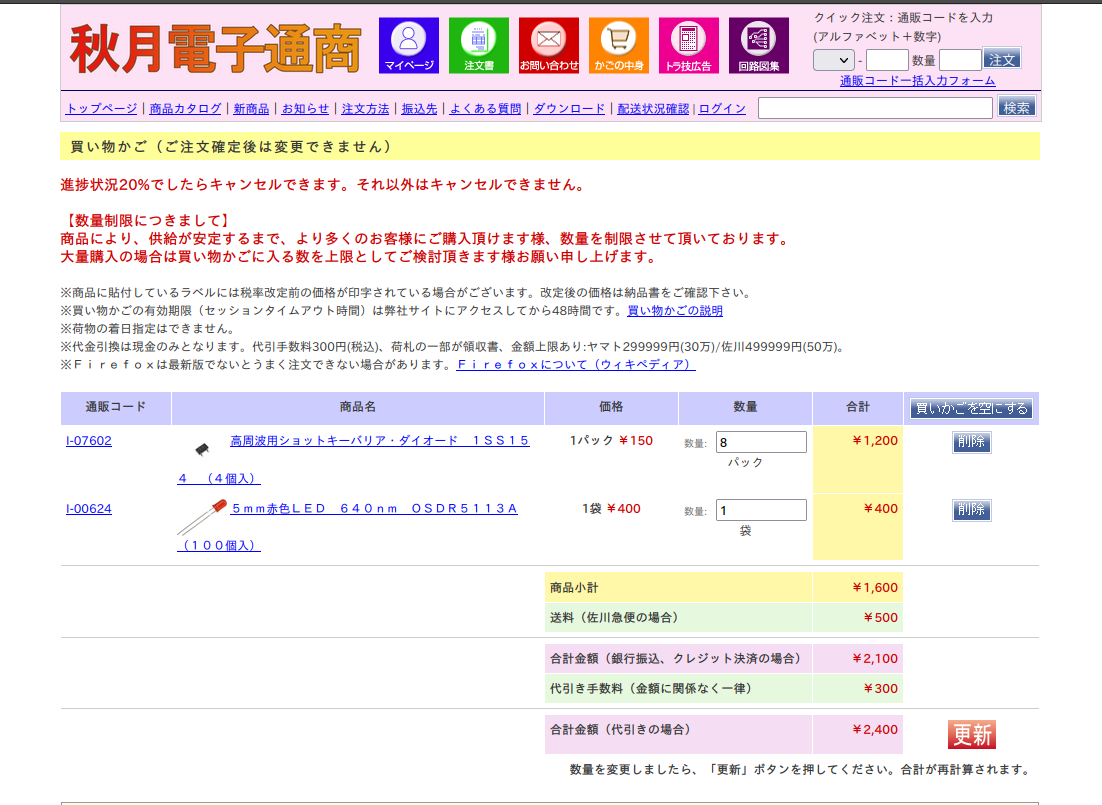 秋月電子通商
マイページ
注文書
お問い合わせ
かごの中身
トラ技広告
回路図集
クイック注文：通販コードを入力
(アルファベット＋数字)
- 数量 注文
通販コード一括入力フォーム
トップページ | 商品カタログ | 新商品 | お知らせ | 注文方法 | 振込先 | よくある質問 | ダウンロード | 配送状況確認 | ログイン 検索
買い物かご（ご注文確定後は変更できません）
進捗状況20%でしたらキャンセルできます。それ以外はキャンセルできません。
【数量制限につきまして】
商品により、供給が安定するまで、より多くのお客様にご購入頂けます様、数量を制限させて頂いております。
大量購入の場合は買い物かごに入る数を上限としてご検討頂きます様お願い申し上げます。
※商品に貼付しているラベルには税率改定前の価格が印字されている場合がございます。改定後の価格は納品書をご確認下さい。
※買い物かごの有効期限（セッションタイムアウト時間）は弊社サイトにアクセスしてから48時間です。買い物かごの説明
※荷物の着日指定はできません。
※代金引換は現金のみとなります。代引手数料300円(税込)、荷札の一部が領収書、金額上限あり:ヤマト299999円(30万)/佐川499999円(50万)。
※Ｆｉｒｅｆｏｘは最新版でないとうまく注文できない場合があります。Ｆｉｒｅｆｏｘについて（ウィキペディア）
通販コード 商品名 価格 数量 合計 買いかごを空にする
I-07602 高周波用ショットキーバリア・ダイオード　１ＳＳ１５ 1パック ￥150 数量: 8 ￥1,200 削除
パック
４　（４個入）
I-00624 ５ｍｍ赤色ＬＥＤ　６４０ｎｍ　ＯＳＤＲ５１１３Ａ 1袋 ￥400 数量: 1 ￥400 削除
袋
（１００個入）
商品小計 ￥1,600
送料（佐川急便の場合） ￥500
合計金額（銀行振込、クレジット決済の場合） ￥2,100
代引き手数料（金額に関係なく一律） ￥300
合計金額（代引きの場合） ￥2,400 更新
数量を変更しましたら、「更新」ボタンを押してください。合計が再計算されます。